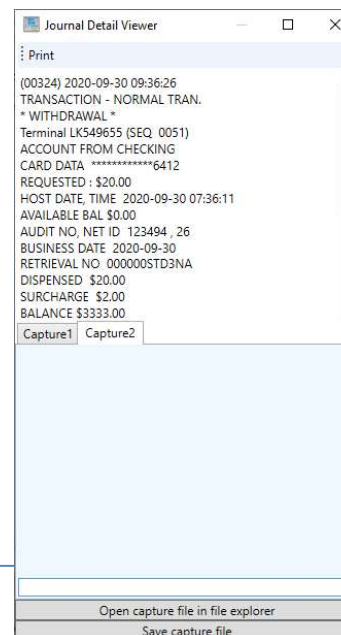 Journal Detail Viewer
Print
(00324) 2020-09-30 09:36:26
TRANSACTION - NORMAL TRAN.
* WITHDRAWAL *
Terminal LK549655 (SEQ 0051)
ACCOUNT FROM CHECKING
CARD DATA ************6412
REQUESTED : $20.00
HOST DATE, TIME 2020-09-30 07:36:11
AVAILABLE BAL $0.00
AUDIT NO, NET ID 123494 , 26
BUSINESS DATE 2020-09-30
RETRIEVAL NO 000000STD3NA
DISPENSED $20.00
SURCHARGE $2.00
BALANCE $3333.00
Capture1 Capture2
Open capture file in file explorer
Save capture file